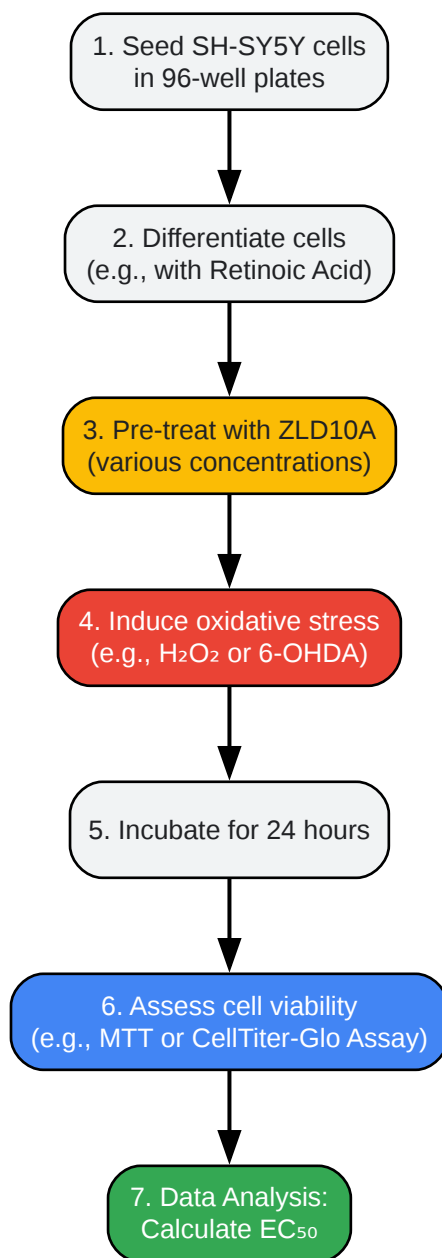 1. Seed SH-SY5Y cells
in 96-well plates
2. Differentiate cells
(e.g., with Retinoic Acid)
3. Pre-treat with ZLD10A
(various concentrations)
4. Induce oxidative stress
(e.g., H₂O₂ or 6-OHDA)
5. Incubate for 24 hours
6. Assess cell viability
(e.g., MTT or CellTiter-Glo Assay)
7. Data Analysis:
Calculate EC₅₀